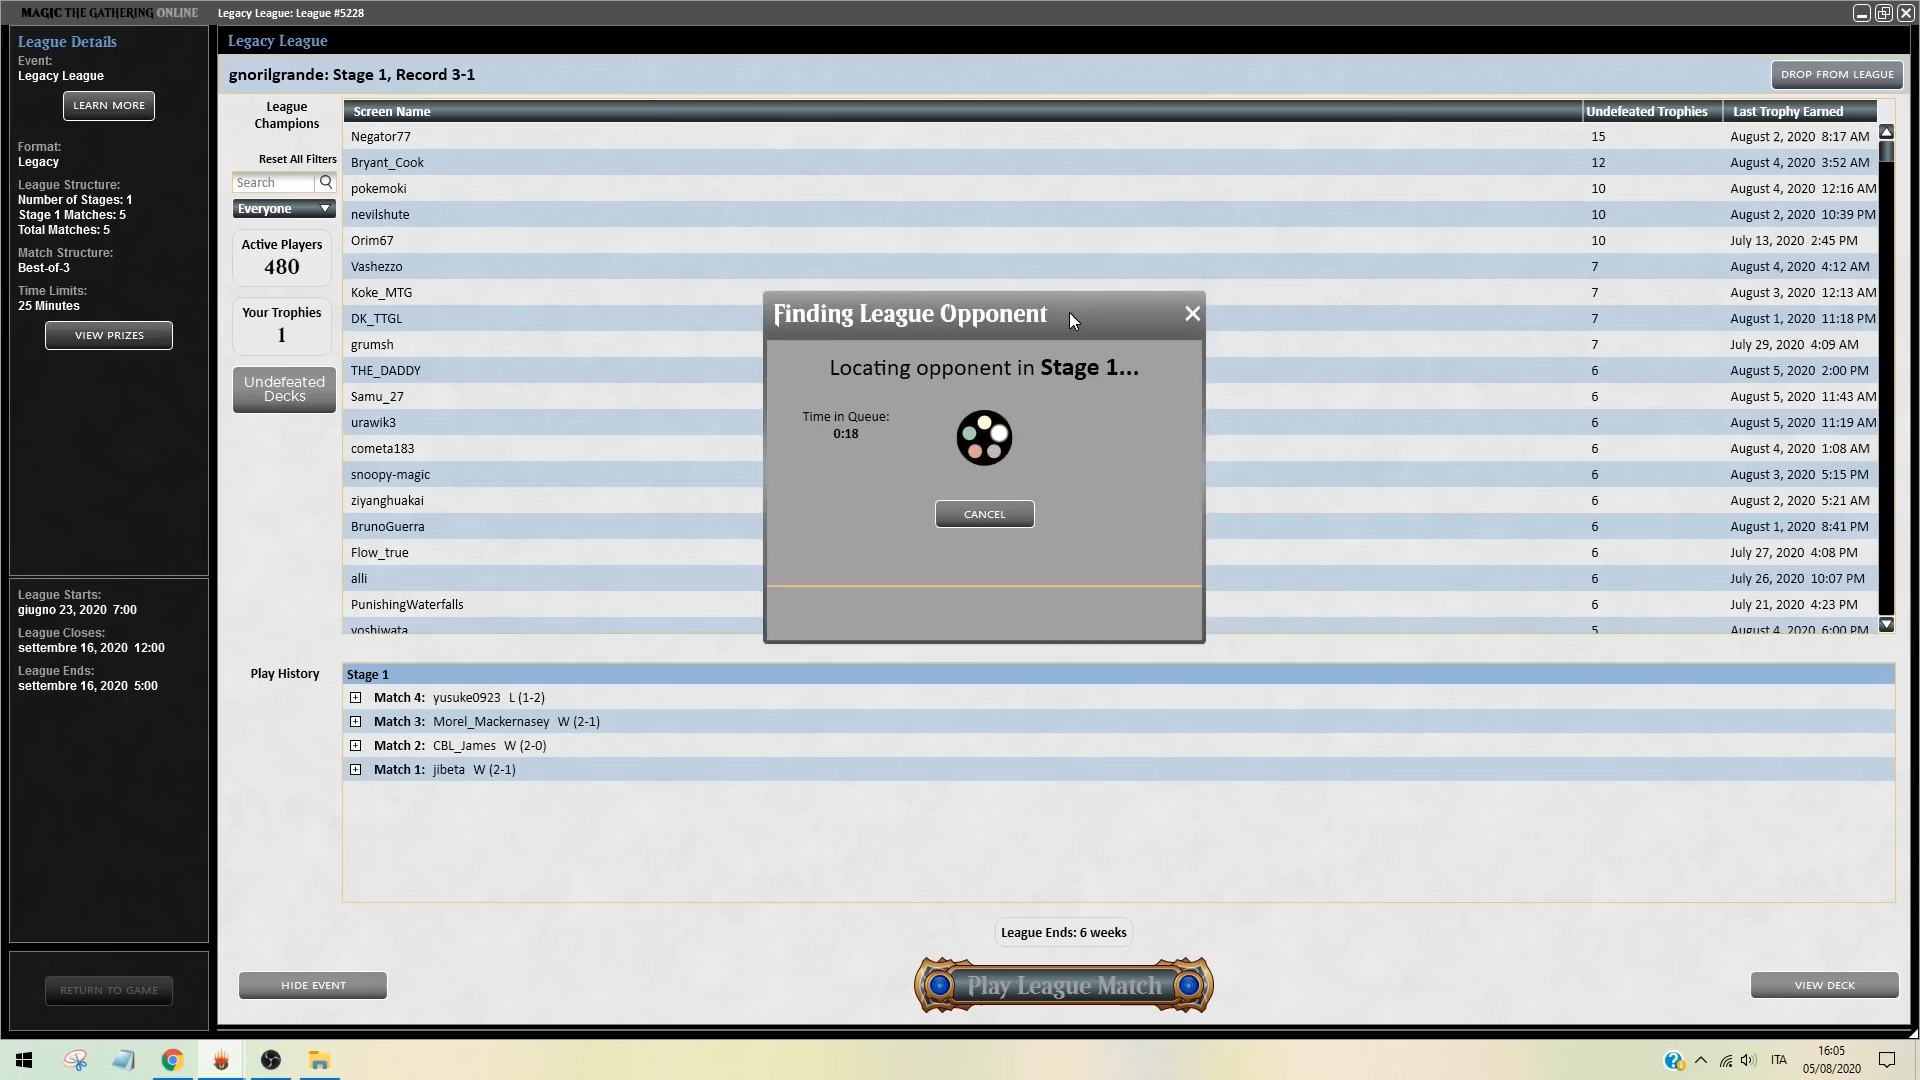 MAGIC THE GATHERING ONLINE
Legacy League: League #5228
League Details
Event:
Legacy League
LEARN MORE
Format:
Legacy
League Structure:
Number of Stages: 1
Stage 1 Matches: 5
Total Matches: 5
Match Structure:
Best-of-3
Time Limits:
25 Minutes
VIEW PRIZES
League Starts:
giugno 23, 2020 7:00
League Closes:
settembre 16, 2020 12:00
League Ends:
settembre 16, 2020 5:00
RETURN TO GAME
Legacy League
gnorilgrande: Stage 1, Record 3-1
DROP FROM LEAGUE
League
Champions
Reset All Filters
Search
Everyone
Active Players
480
Your Trophies
1
Undefeated
Decks
Screen Name Undefeated Trophies Last Trophy Earned
Negator77 15 August 2, 2020 8:17 AM
Bryant_Cook 12 August 4, 2020 3:52 AM
pokemoki 10 August 4, 2020 12:16 AM
nevilshute 10 August 2, 2020 10:39 PM
Orim67 10 July 13, 2020 2:45 PM
Vashezzo 7 August 4, 2020 4:12 AM
Koke_MTG 7 August 3, 2020 12:13 AM
DK_TTGL 7 August 1, 2020 11:18 PM
grumsh 7 July 29, 2020 4:09 AM
THE_DADDY 6 August 5, 2020 2:00 PM
Samu_27 6 August 5, 2020 11:43 AM
urawik3 6 August 5, 2020 11:19 AM
cometa183 6 August 4, 2020 1:08 AM
snoopy-magic 6 August 3, 2020 5:15 PM
ziyanghuakai 6 August 2, 2020 5:21 AM
BrunoGuerra 6 August 1, 2020 8:41 PM
Flow_true 6 July 27, 2020 4:08 PM
alli 6 July 26, 2020 10:07 PM
PunishingWaterfalls 6 July 21, 2020 4:23 PM
yoshiwata 5 August 4, 2020 6:00 PM
Finding League Opponent
Locating opponent in Stage 1...
Time in Queue:
0:18
CANCEL
Play History
Stage 1
Match 4: yusuke0923 L (1-2)
Match 3: Morel_Mackernasey W (2-1)
Match 2: CBL_James W (2-0)
Match 1: jibeta W (2-1)
League Ends: 6 weeks
HIDE EVENT
Play League Match
VIEW DECK
ITA
16:05
05/08/2020